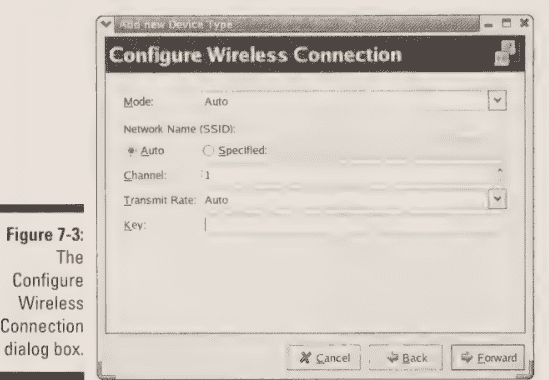 Add new Device Type
Configure Wireless Connection
Mode: Auto
Network Name (SSID):
Auto Specified:
Channel: 1
Transmit Rate: Auto
Key:
Cancel Back Forward
Figure 7-3:
The
Configure
Wireless
Connection
dialog box.